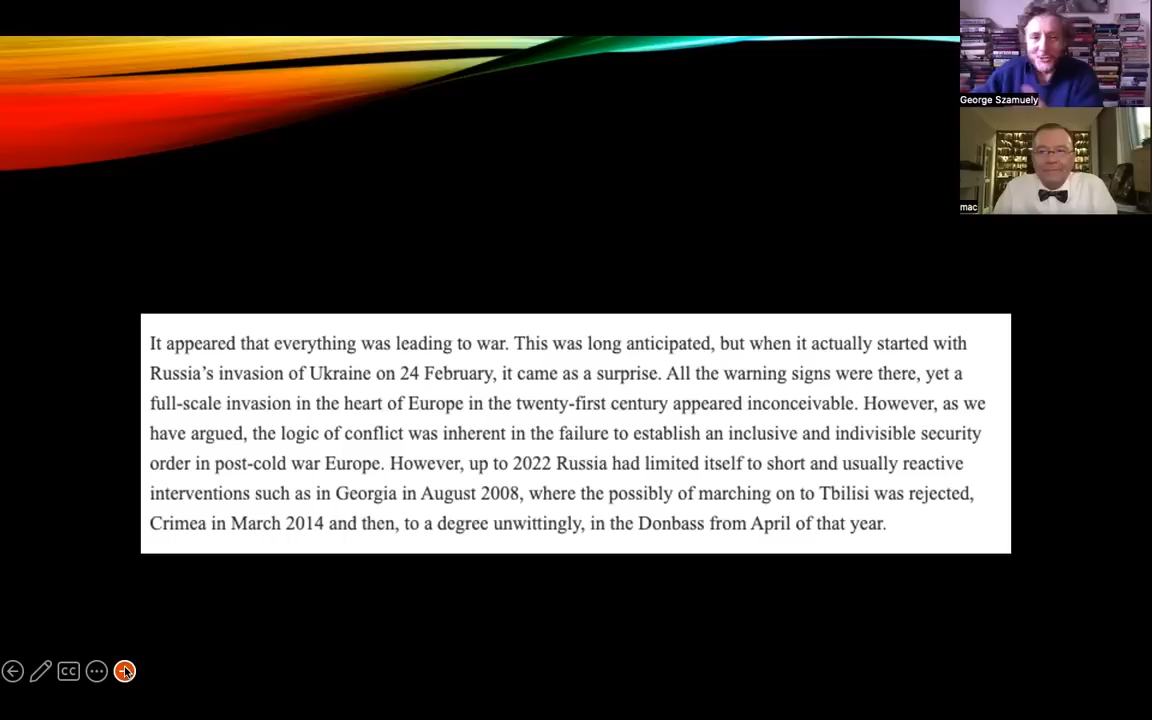 George Szamuely
mac
It appeared that everything was leading to war. This was long anticipated, but when it actually started with
Russia's invasion of Ukraine on 24 February, it came as a surprise. All the warning signs were there, yet a
full-scale invasion in the heart of Europe in the twenty-first century appeared inconceivable. However, as we
have argued, the logic of conflict was inherent in the failure to establish an inclusive and indivisible security
order in post-cold war Europe. However, up to 2022 Russia had limited itself to short and usually reactive
interventions such as in Georgia in August 2008, where the possibly of marching on to Tbilisi was rejected,
Crimea in March 2014 and then, to a degree unwittingly, in the Donbass from April of that year.
CC